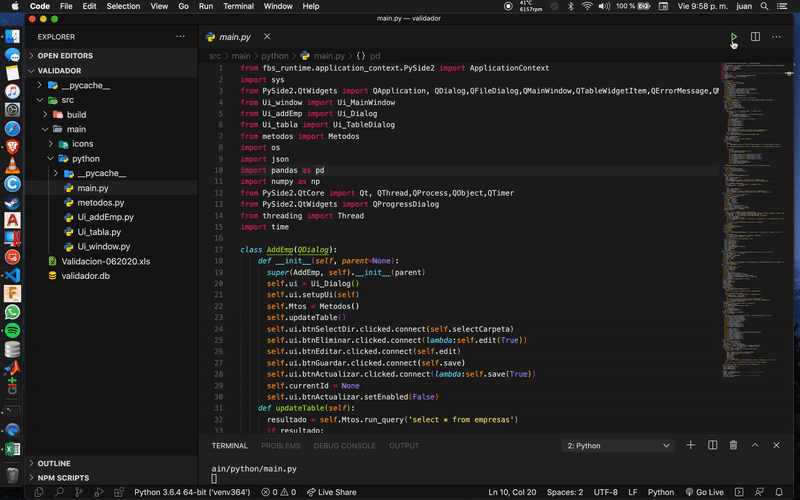 Code File Edit Selection View Go Run Terminal Window Help 41°C 6157rpm 100 % Vie 9:58 p. m. juan
main.py — validador
EXPLORER
main.py
src › main › python › main.py › {} pd
OPEN EDITORS
VALIDADOR
__pycache__
src
build
main
icons
python
__pycache__
main.py
metodos.py
Ui_addEmp.py
Ui_tabla.py
Ui_window.py
Validacion-062020.xls
validador.db
OUTLINE
NPM SCRIPTS
1 from fbs_runtime.application_context.PySide2 import ApplicationContext
2 import sys
3 from PySide2.QtWidgets import QApplication, QDialog,QFileDialog,QMainWindow,QTableWidgetItem,QErrorMessage,QM
4 from Ui_window import Ui_MainWindow
5 from Ui_addEmp import Ui_Dialog
6 from Ui_tabla import Ui_TableDialog
7 from metodos import Metodos
8 import os
9 import json
10 import pandas as pd
11 import numpy as np
12 from PySide2.QtCore import Qt, QThread,QProcess,QObject,QTimer
13 from PySide2.QtWidgets import QProgressDialog
14 from threading import Thread
15 import time
16
17 class AddEmp(QDialog):
18 def __init__(self, parent=None):
19 super(AddEmp, self).__init__(parent)
20 self.ui = Ui_Dialog()
21 self.ui.setupUi(self)
22 self.Mtos = Metodos()
23 self.updateTable()
24 self.ui.btnSelectDir.clicked.connect(self.selectCarpeta)
25 self.ui.btnEliminar.clicked.connect(lambda:self.edit(True))
26 self.ui.btnEditar.clicked.connect(self.edit)
27 self.ui.btnGuardar.clicked.connect(self.save)
28 self.ui.btnActualizar.clicked.connect(lambda:self.save(True))
29 self.currentId = None
30 self.ui.btnActualizar.setEnabled(False)
31 def updateTable(self):
32 resultado = self.Mtos.run_query('select * from empresas')
33 if resultado:
TERMINAL PROBLEMS DEBUG CONSOLE OUTPUT 2: Python
ain/python/main.py
Python 3.6.4 64-bit ('venv364') 0 0 Live Share Ln 10, Col 20 Spaces: 2 UTF-8 LF Python Go Live